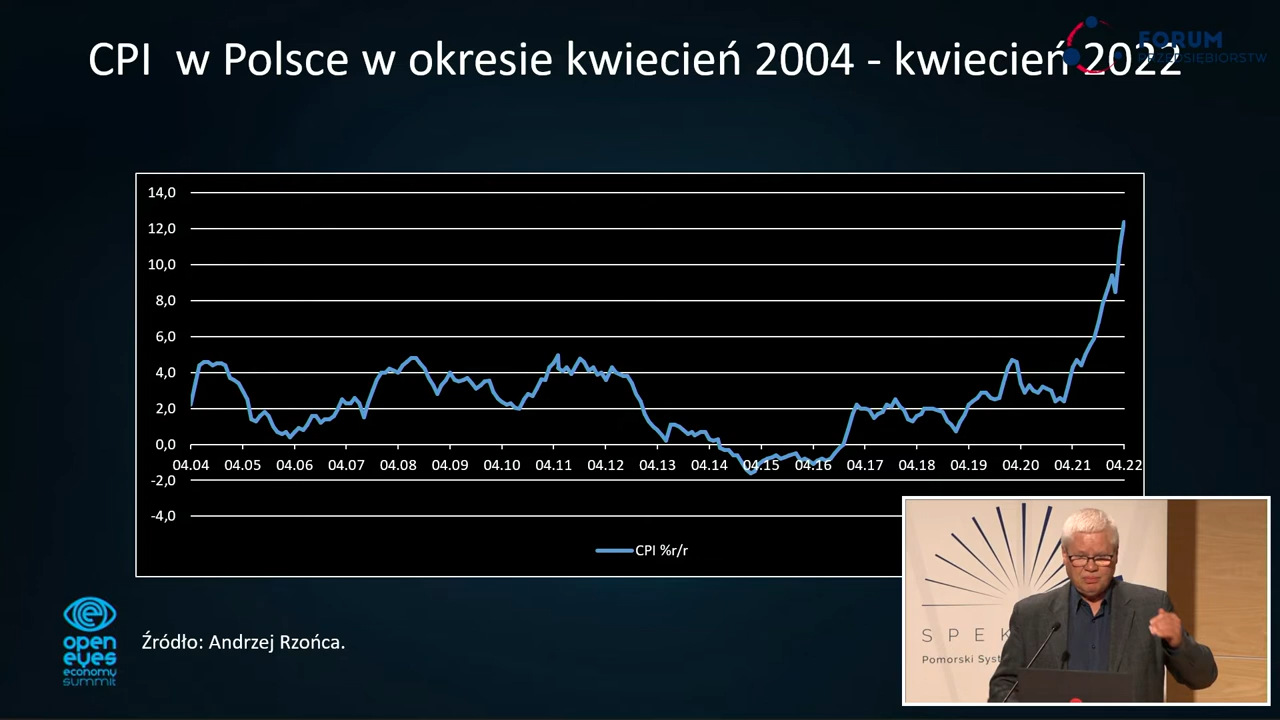 CPI w Polsce w okresie kwiecień 2004 - kwiecień 2022
FORUM
PRZEDSIĘBIORSTW
14,0
12,0
10,0
8,0
6,0
4,0
2,0
0,0
04.04 04.05 04.06 04.07 04.08 04.09 04.10 04.11 04.12 04.13 04.14 04.15 04.16 04.17 04.18 04.19 04.20 04.21 04.22
-2,0
-4,0
CPI %r/r
open
eyes
economy
summit
Źródło: Andrzej Rzońca.
SPEK
Pomorski Syst